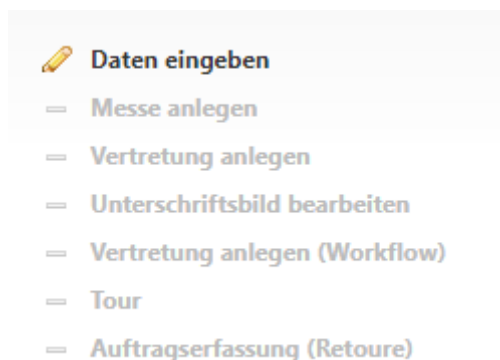 Daten eingeben
Messe anlegen
Vertretung anlegen
Unterschriftsbild bearbeiten
Vertretung anlegen (Workflow)
Tour
Auftragserfassung (Retoure)